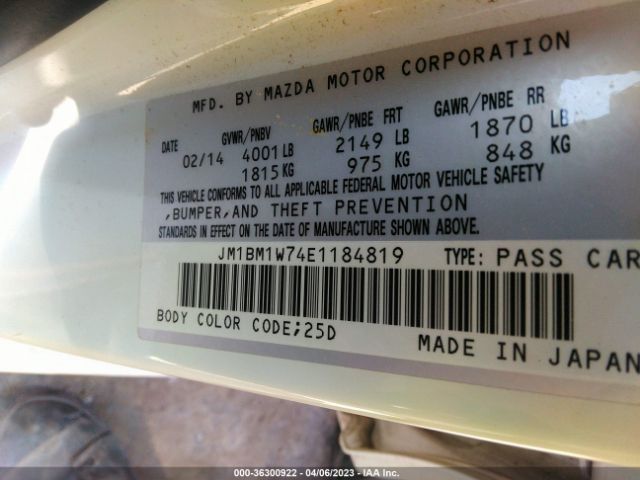 MFD. BY MAZDA MOTOR CORPORATION
DATE GVWR/PNBV GAWR/PNBE FRT GAWR/PNBE RR
02/14 4001 LB 2149 LB 1870 LB
1815 KG 975 KG 848 KG
THIS VEHICLE CONFORMS TO ALL APPLICABLE FEDERAL MOTOR VEHICLE SAFETY
,BUMPER,AND THEFT PREVENTION
STANDARDS IN EFFECT ON THE DATE OF MANUFACTURE SHOWN ABOVE.
JM1BM1W74E1184819 TYPE: PASS CAR
BODY COLOR CODE;25D
MADE IN JAPAN
000-36300922 - 04/06/2023 - IAA Inc.